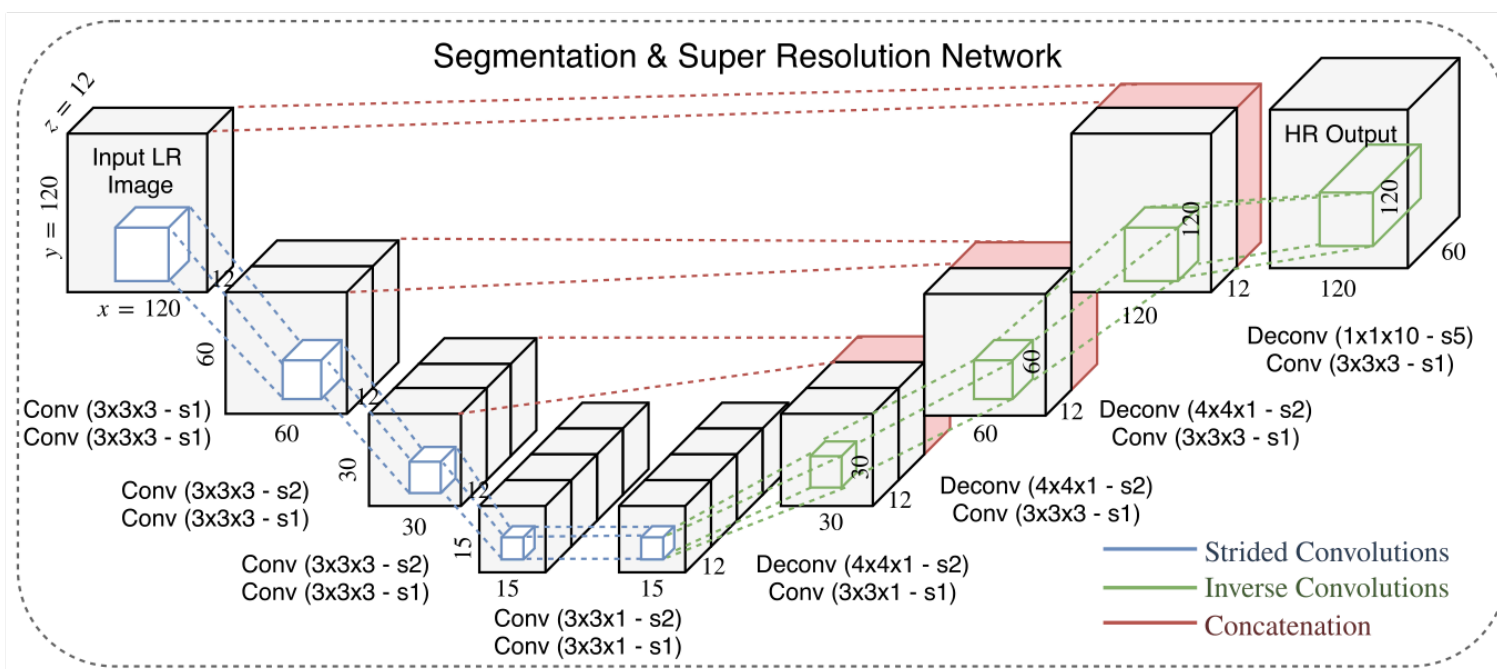 Segmentation & Super Resolution Network
z = 12
Input LR
Image
y = 120
x = 120
12
60
60
Conv (3x3x3 - s1)
Conv (3x3x3 - s1)
12
30
30
Conv (3x3x3 - s2)
Conv (3x3x3 - s1)
12
15
15
Conv (3x3x3 - s2)
Conv (3x3x3 - s1)
15
12
Conv (3x3x1 - s2)
Conv (3x3x1 - s1)
30
30
12
Deconv (4x4x1 - s2)
Conv (3x3x1 - s1)
60
60
12
Deconv (4x4x1 - s2)
Conv (3x3x3 - s1)
120
120
12
Deconv (4x4x1 - s2)
Conv (3x3x3 - s1)
HR Output
120
120
60
Deconv (1x1x10 - s5)
Conv (3x3x3 - s1)
Strided Convolutions
Inverse Convolutions
Concatenation